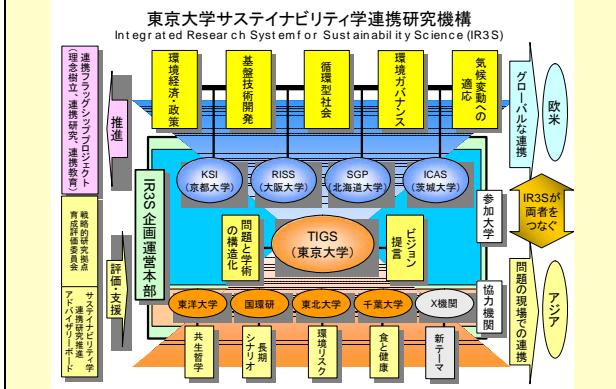 東京大学サステイナビリティ学連携研究機構
Integrated Research System for Sustainability Science (IR3S)
連携フラッグシッププロジェクト
(理念樹立、連携研究、連携教育)
推進
環境経済・政策
基盤技術開発
循環型社会
環境ガバナンス
気候変動への
適応
グローバルな連携
欧米
KSI
(京都大学)
RISS
(大阪大学)
SGP
(北海道大学)
ICAS
(茨城大学)
IR3S企画運営本部
参加大学
IR3Sが
両者を
つなぐ
戦略的研究拠点
育成評価委員会
問題と学術
の構造化
TIGS
(東京大学)
ビジョン
提言
評価・支援
サステイナビリティ学
連携研究推進
アドバイザリーボード
東洋大学
国環研
東北大学
千葉大学
X機関
協力機関
問題の現場での連携
アジア
共生哲学
長期
シナリオ
環境リスク
食と健康
新テーマ